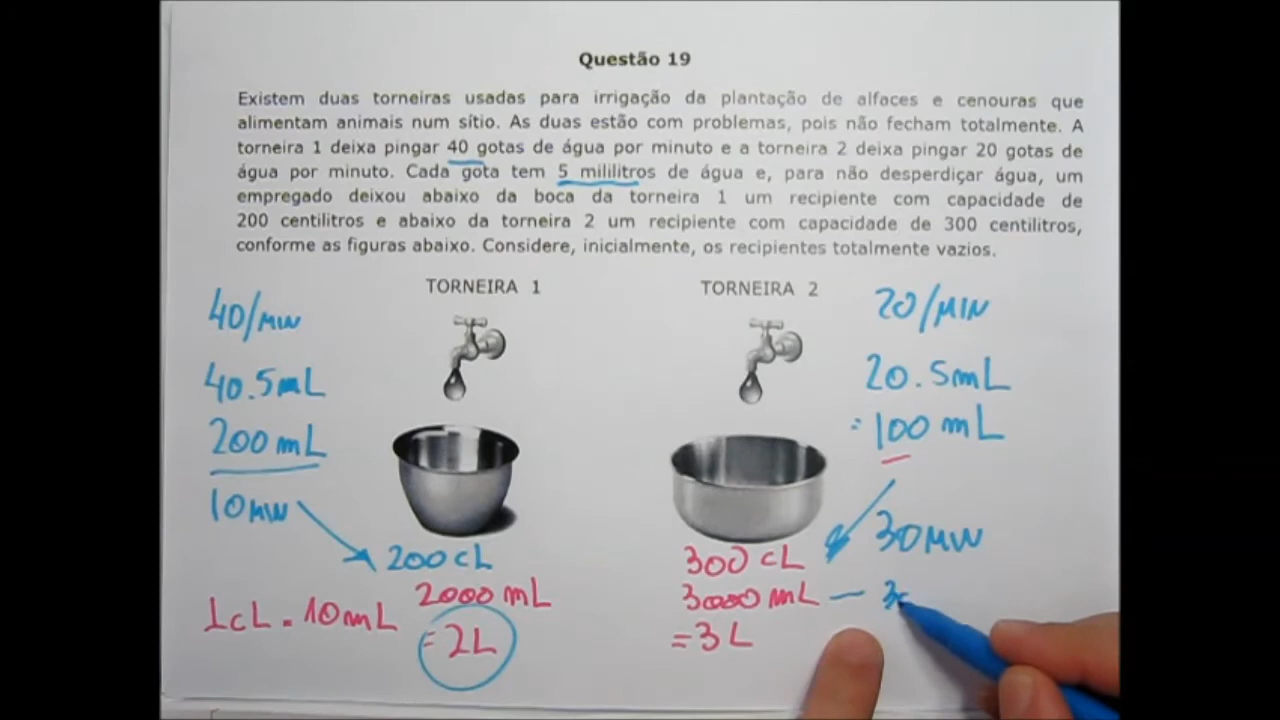 Questão 19
Existem duas torneiras usadas para irrigação da plantação de alfaces e cenouras que
alimentam animais num sítio. As duas estão com problemas, pois não fecham totalmente. A
torneira 1 deixa pingar 40 gotas de água por minuto e a torneira 2 deixa pingar 20 gotas de
água por minuto. Cada gota tem 5 mililitros de água e, para não desperdiçar água, um
empregado deixou abaixo da boca da torneira 1 um recipiente com capacidade de
200 centilitros e abaixo da torneira 2 um recipiente com capacidade de 300 centilitros,
conforme as figuras abaixo. Considere, inicialmente, os recipientes totalmente vazios.
TORNEIRA 1
TORNEIRA 2
40/MIN
40.5mL
200 mL
10MIN
200 cL
2000 mL
= 2L
1cL = 10mL
20/MIN
20.5mL
= 100 mL
30MIN
300 cL
3000 mL —
= 3L